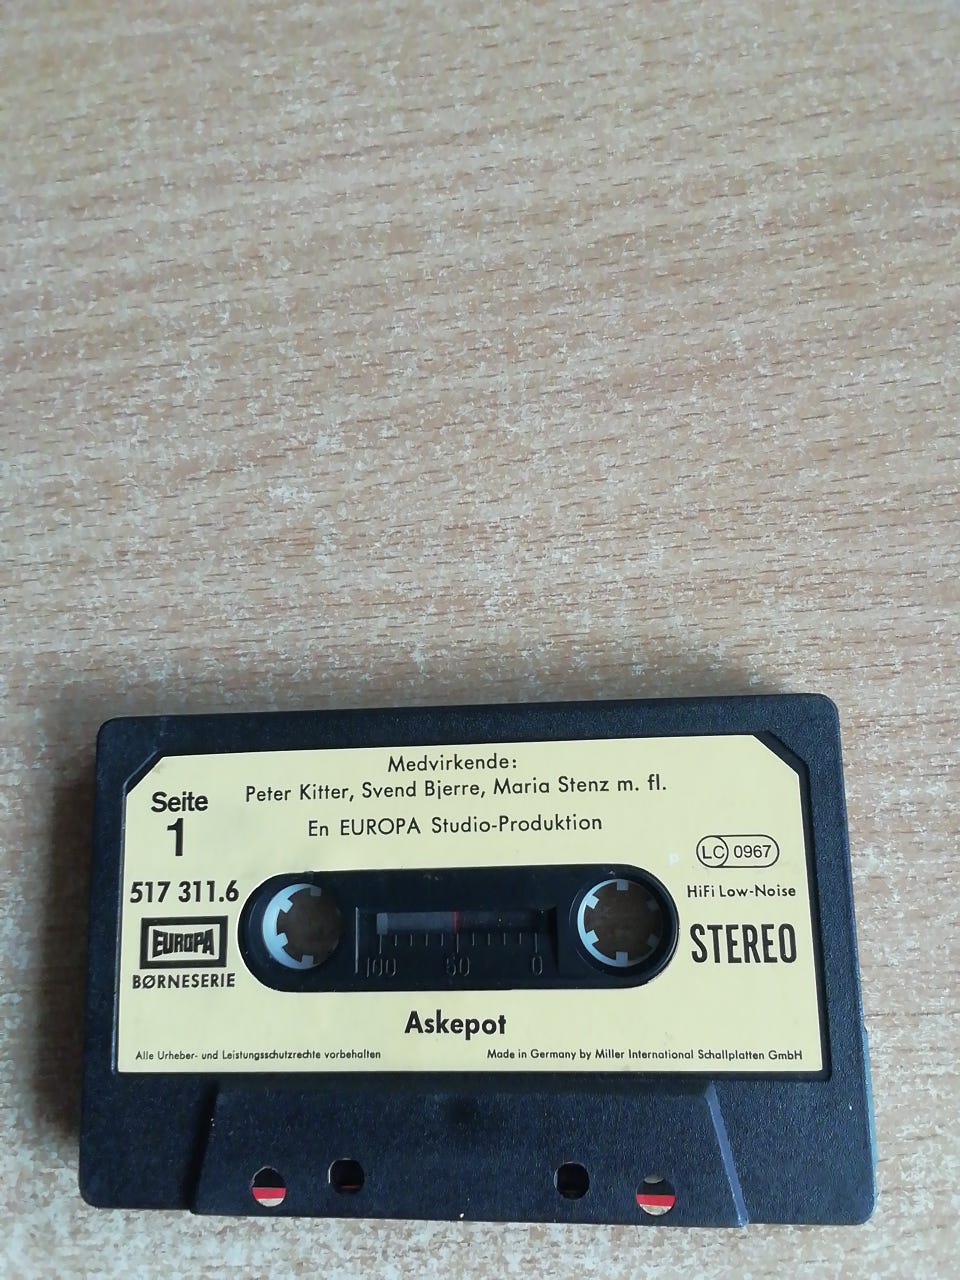 Medvirkende:
Peter Kitter, Svend Bjerre, Maria Stenz m. fl.
En EUROPA Studio-Produktion
Seite
1
517 311.6
EUROPA
BØRNESERIE
LC 0967
HiFi Low-Noise
STEREO
100 50 0
Askepot
Alle Urheber- und Leistungsschutzrechte vorbehalten
Made in Germany by Miller International Schallplatten GmbH